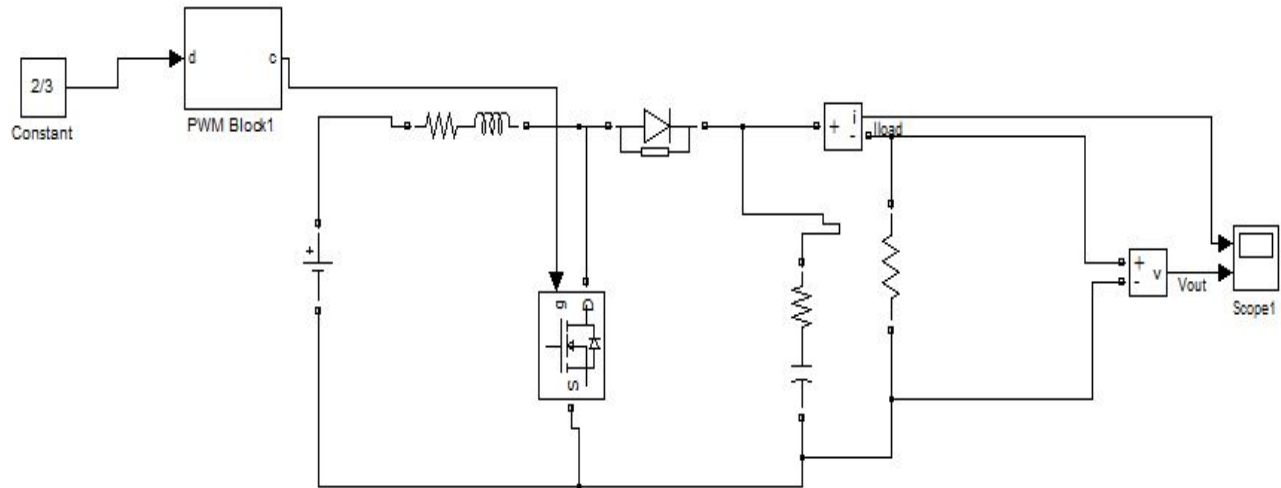 2/3
Constant
d
c
PWM Block1
+
i
+
-
Iload
+
g
S
+
-
v
Vout
Scope1